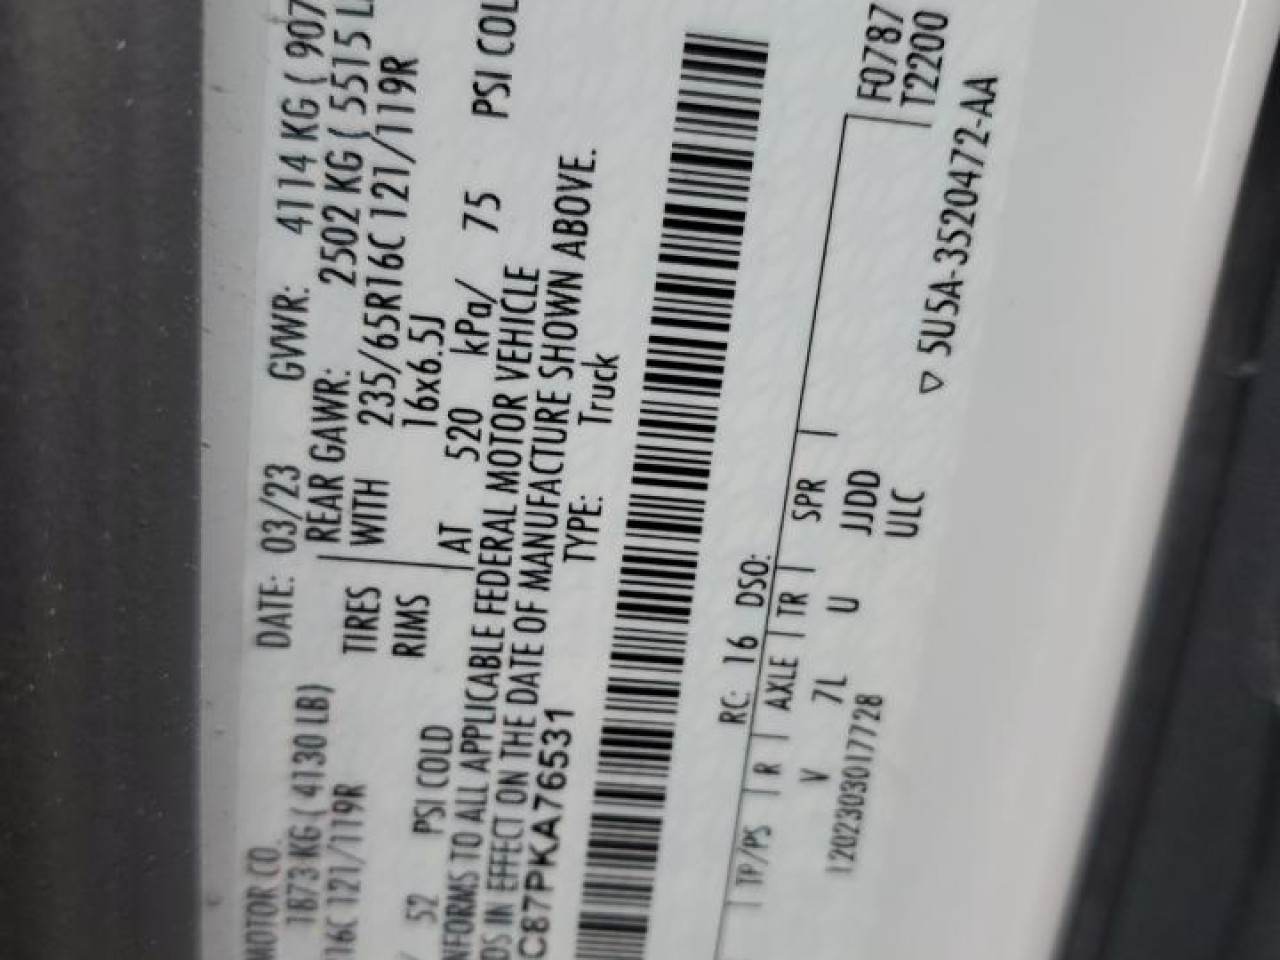 MOTOR CO. DATE: 03/23 GVWR: 4114 KG ( 907
1873 KG ( 4130 LB) REAR GAWR: 2502 KG ( 5515 L
16C 121/119R TIRES WITH 235/65R16C 121/119R
RIMS 16x6.5J
/ 52 PSI COLD AT 520 kPa/ 75 PSI COL
NFORMS TO ALL APPLICABLE FEDERAL MOTOR VEHICLE
DS IN EFFECT ON THE DATE OF MANUFACTURE SHOWN ABOVE.
C87PKA76531 TYPE: Truck
RC: 16 DSO:
TP/PS R AXLE TR SPR F0787
V 7L U JJDD T2200
1202303017728 ULC
▽ 5U5A-3520472-AA